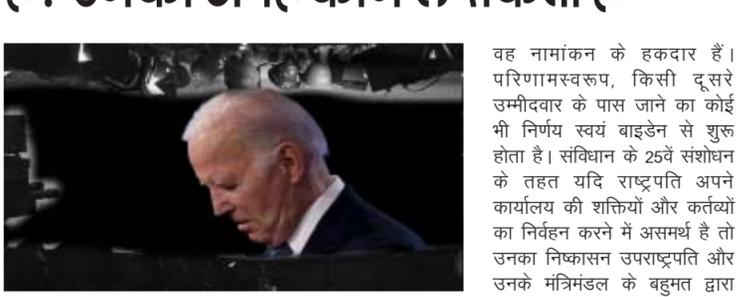 वह नामांकन के हकदार हैं।
परिणामस्वरूप, किसी दूसरे
उम्मीदवार के पास जाने का कोई
भी निर्णय स्वयं बाइडेन से शुरू
होता है। संविधान के 25वें संशोधन
के तहत यदि राष्ट्रपति अपने
कार्यालय की शक्तियों और कर्तव्यों
का निर्वहन करने में असमर्थ है तो
उनका निष्कासन उपराष्ट्रपति और
उनके मंत्रिमंडल के बहुमत द्वारा